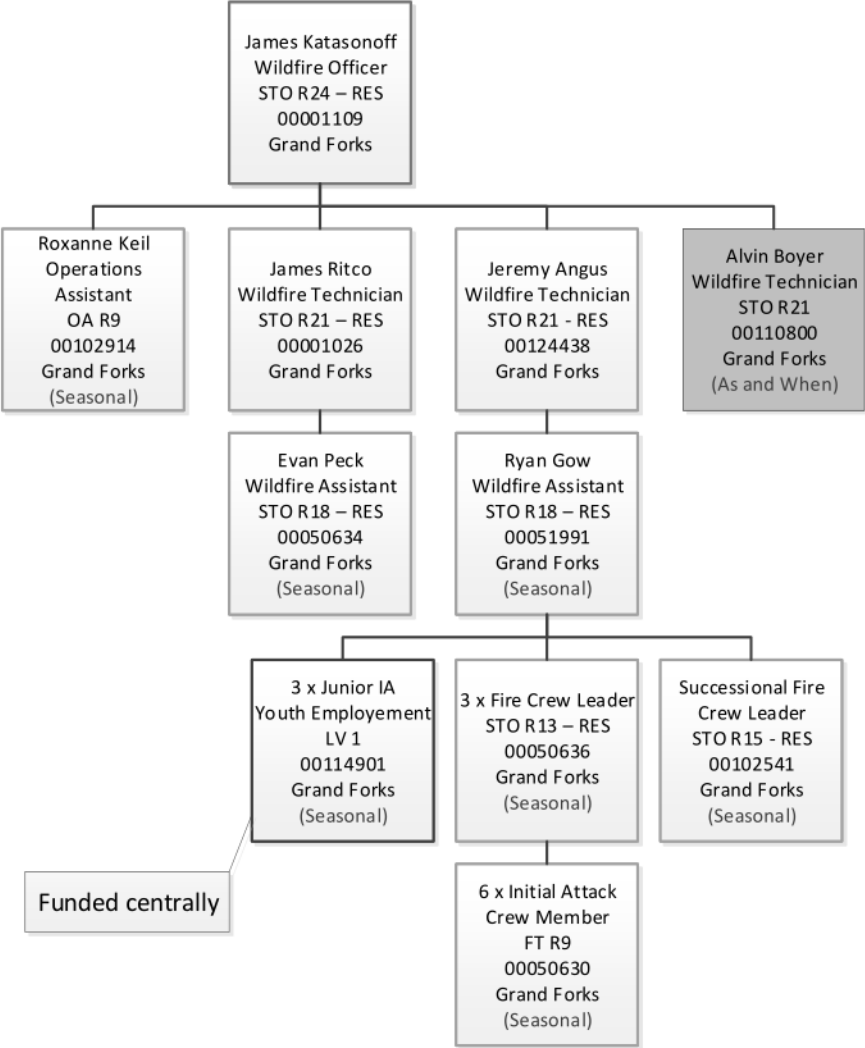 James Katasonoff
Wildfire Officer
STO R24 – RES
00001109
Grand Forks
Roxanne Keil
Operations
Assistant
OA R9
00102914
Grand Forks
(Seasonal)
James Ritco
Wildfire Technician
STO R21 – RES
00001026
Grand Forks
Jeremy Angus
Wildfire Technician
STO R21 - RES
00124438
Grand Forks
Alvin Boyer
Wildfire Technician
STO R21
00110800
Grand Forks
(As and When)
Evan Peck
Wildfire Assistant
STO R18 – RES
00050634
Grand Forks
(Seasonal)
Ryan Gow
Wildfire Assistant
STO R18 – RES
00051991
Grand Forks
(Seasonal)
3 x Junior IA
Youth Employement
LV 1
00114901
Grand Forks
(Seasonal)
3 x Fire Crew Leader
STO R13 – RES
00050636
Grand Forks
(Seasonal)
Successional Fire
Crew Leader
STO R15 - RES
00102541
Grand Forks
(Seasonal)
Funded centrally
6 x Initial Attack
Crew Member
FT R9
00050630
Grand Forks
(Seasonal)